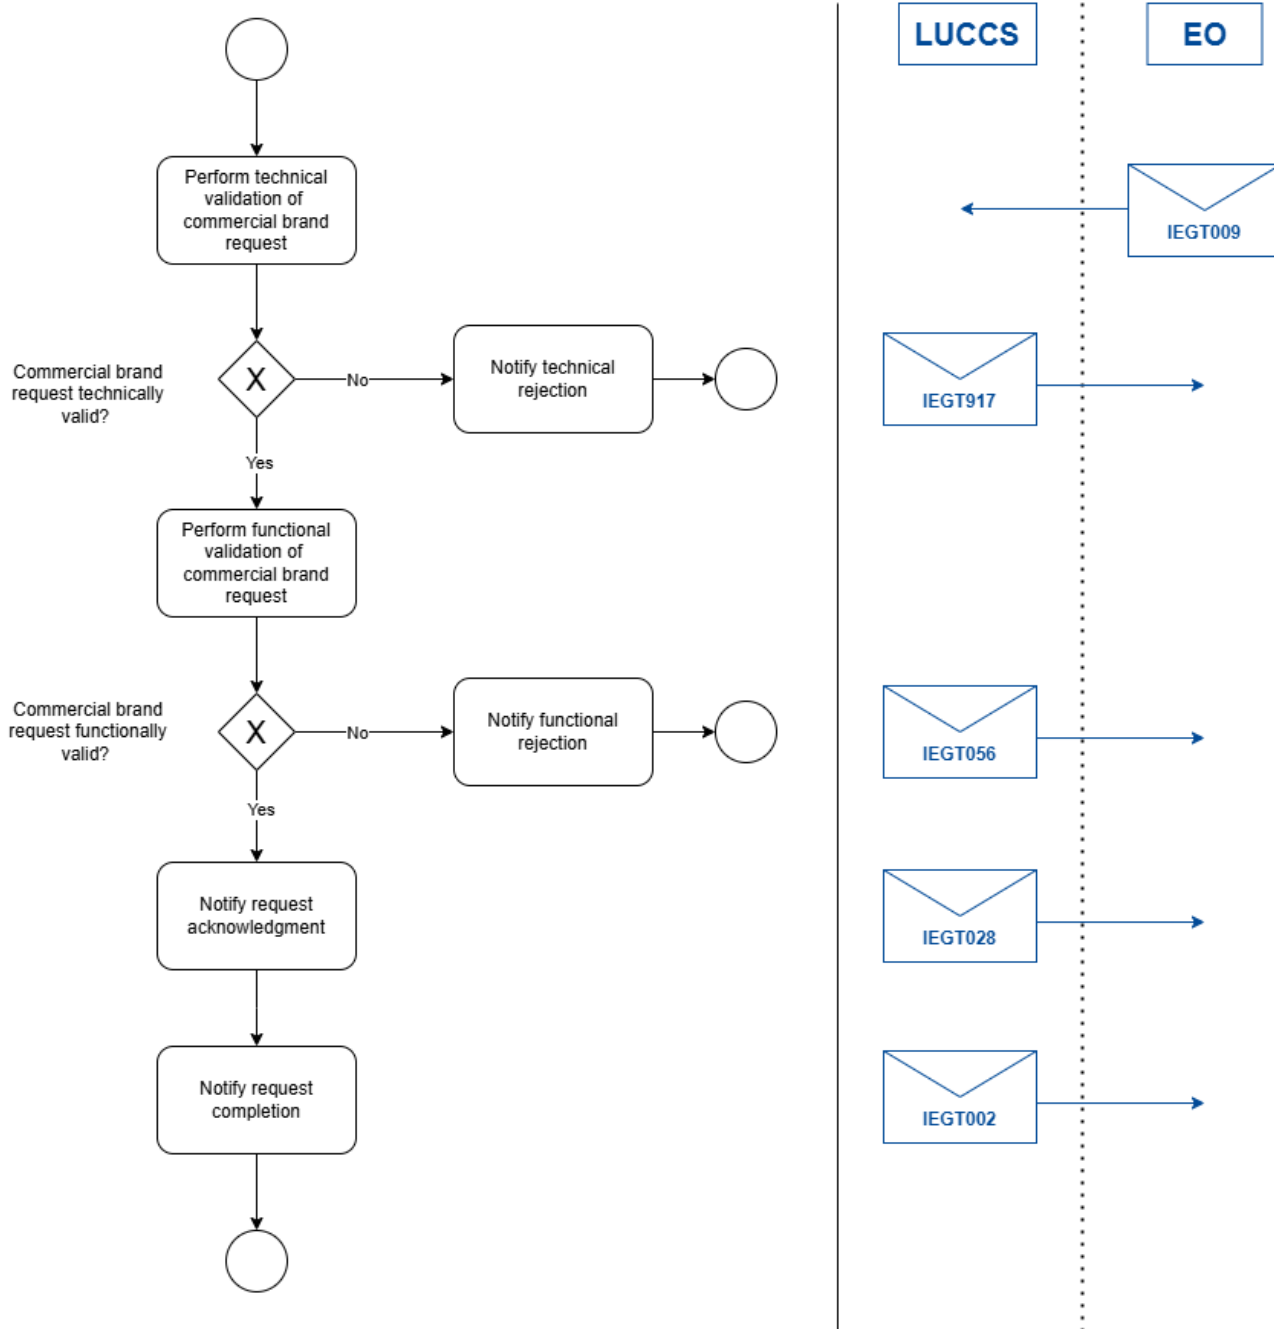 LUCCS
EO
Perform technical
validation of
commercial brand
request
IEGT009
Commercial brand
request technically
valid?
X
No
Notify technical
rejection
IEGT917
Yes
Perform functional
validation of
commercial brand
request
Commercial brand
request functionally
valid?
X
No
Notify functional
rejection
IEGT056
Yes
Notify request
acknowledgment
IEGT028
Notify request
completion
IEGT002